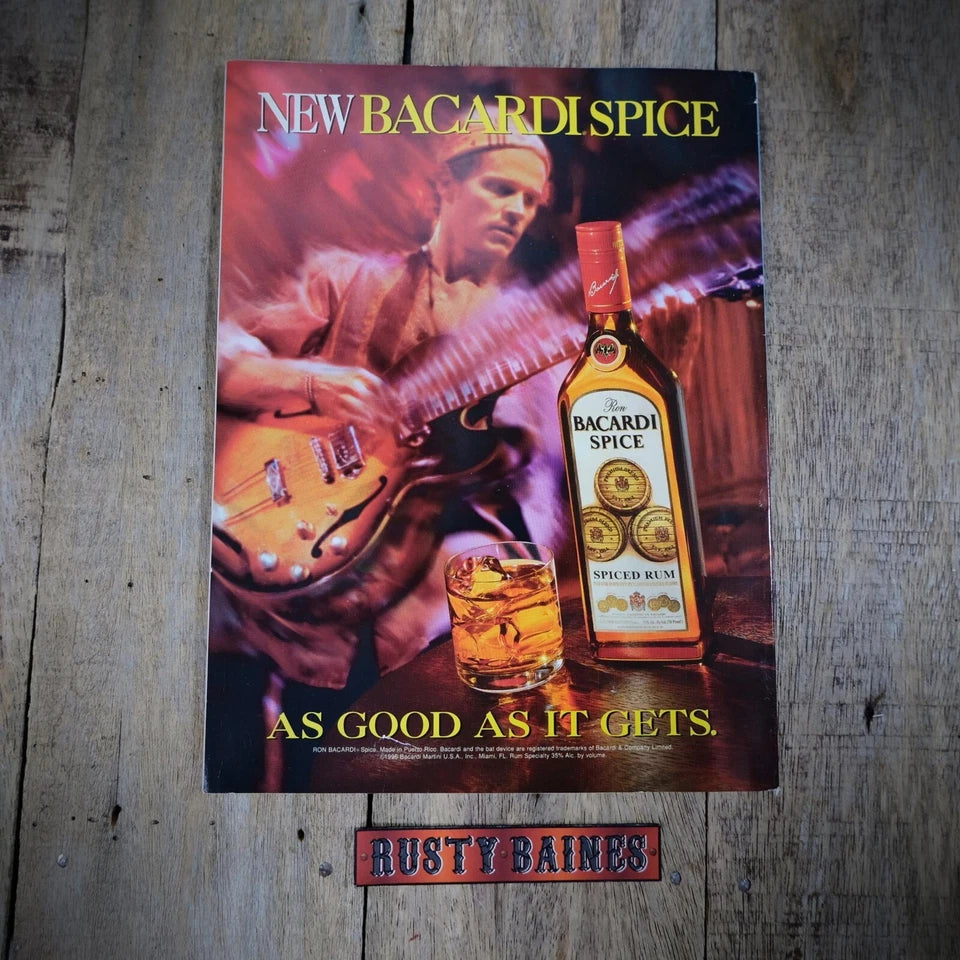 NEW BACARDI SPICE
Bacardi
Ron
BACARDI
SPICE
SPICED RUM
AS GOOD AS IT GETS.
RON BACARDI® Spice. Made in Puerto Rico. Bacardi and the bat device are registered trademarks of Bacardi & Company Limited.
©1996 Bacardi Martini U.S.A., Inc., Miami, FL. Rum Specialty 35% Alc. by volume.
RUSTY BAINES